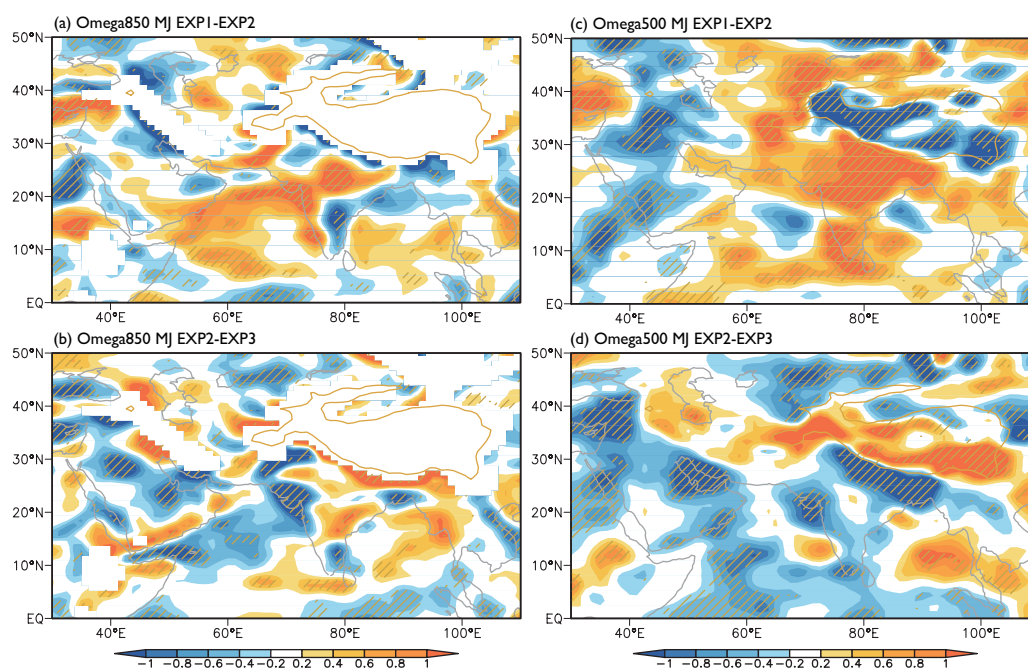 (a) Omega850 MJ EXP1-EXP2
50°N
40°N
30°N
20°N
10°N
EQ
40°E 60°E 80°E 100°E
(c) Omega500 MJ EXP1-EXP2
50°N
40°N
30°N
20°N
10°N
EQ
40°E 60°E 80°E 100°E
(b) Omega850 MJ EXP2-EXP3
50°N
40°N
30°N
20°N
10°N
EQ
40°E 60°E 80°E 100°E
(d) Omega500 MJ EXP2-EXP3
50°N
40°N
30°N
20°N
10°N
EQ
40°E 60°E 80°E 100°E
-1 -0.8 -0.6 -0.4 -0.2 0.2 0.4 0.6 0.8 1
-1 -0.8 -0.6 -0.4 -0.2 0.2 0.4 0.6 0.8 1